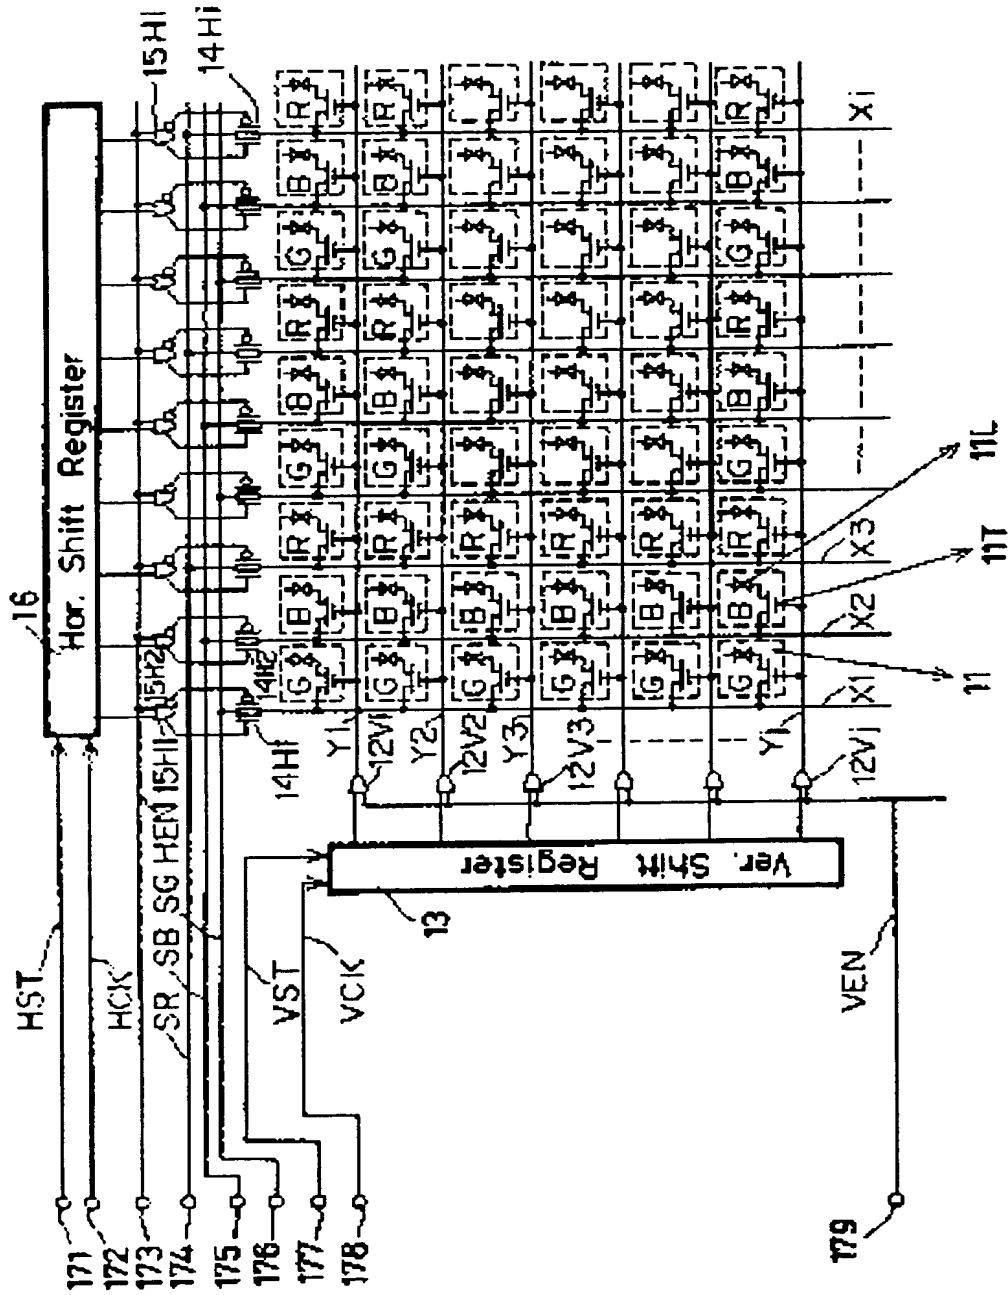 16
Hor. Shift Register
HST
HCK
SR SB SG HEN 15H1
15H2
15Hi
14Hi
14H1
14H2
VST
VCK
13
Ver. Shift
Register
VEN
171
172
173
174
175
176
177
178
179
Y1
Y2
Y3
Yj
12V1
12V2
12V3
12Vj
G B R G B R G B R
G B R G B R G B R
G B R
G B R
G B R
G B R G B R G B R
X1
X2
X3
Xi
11
11T
11L